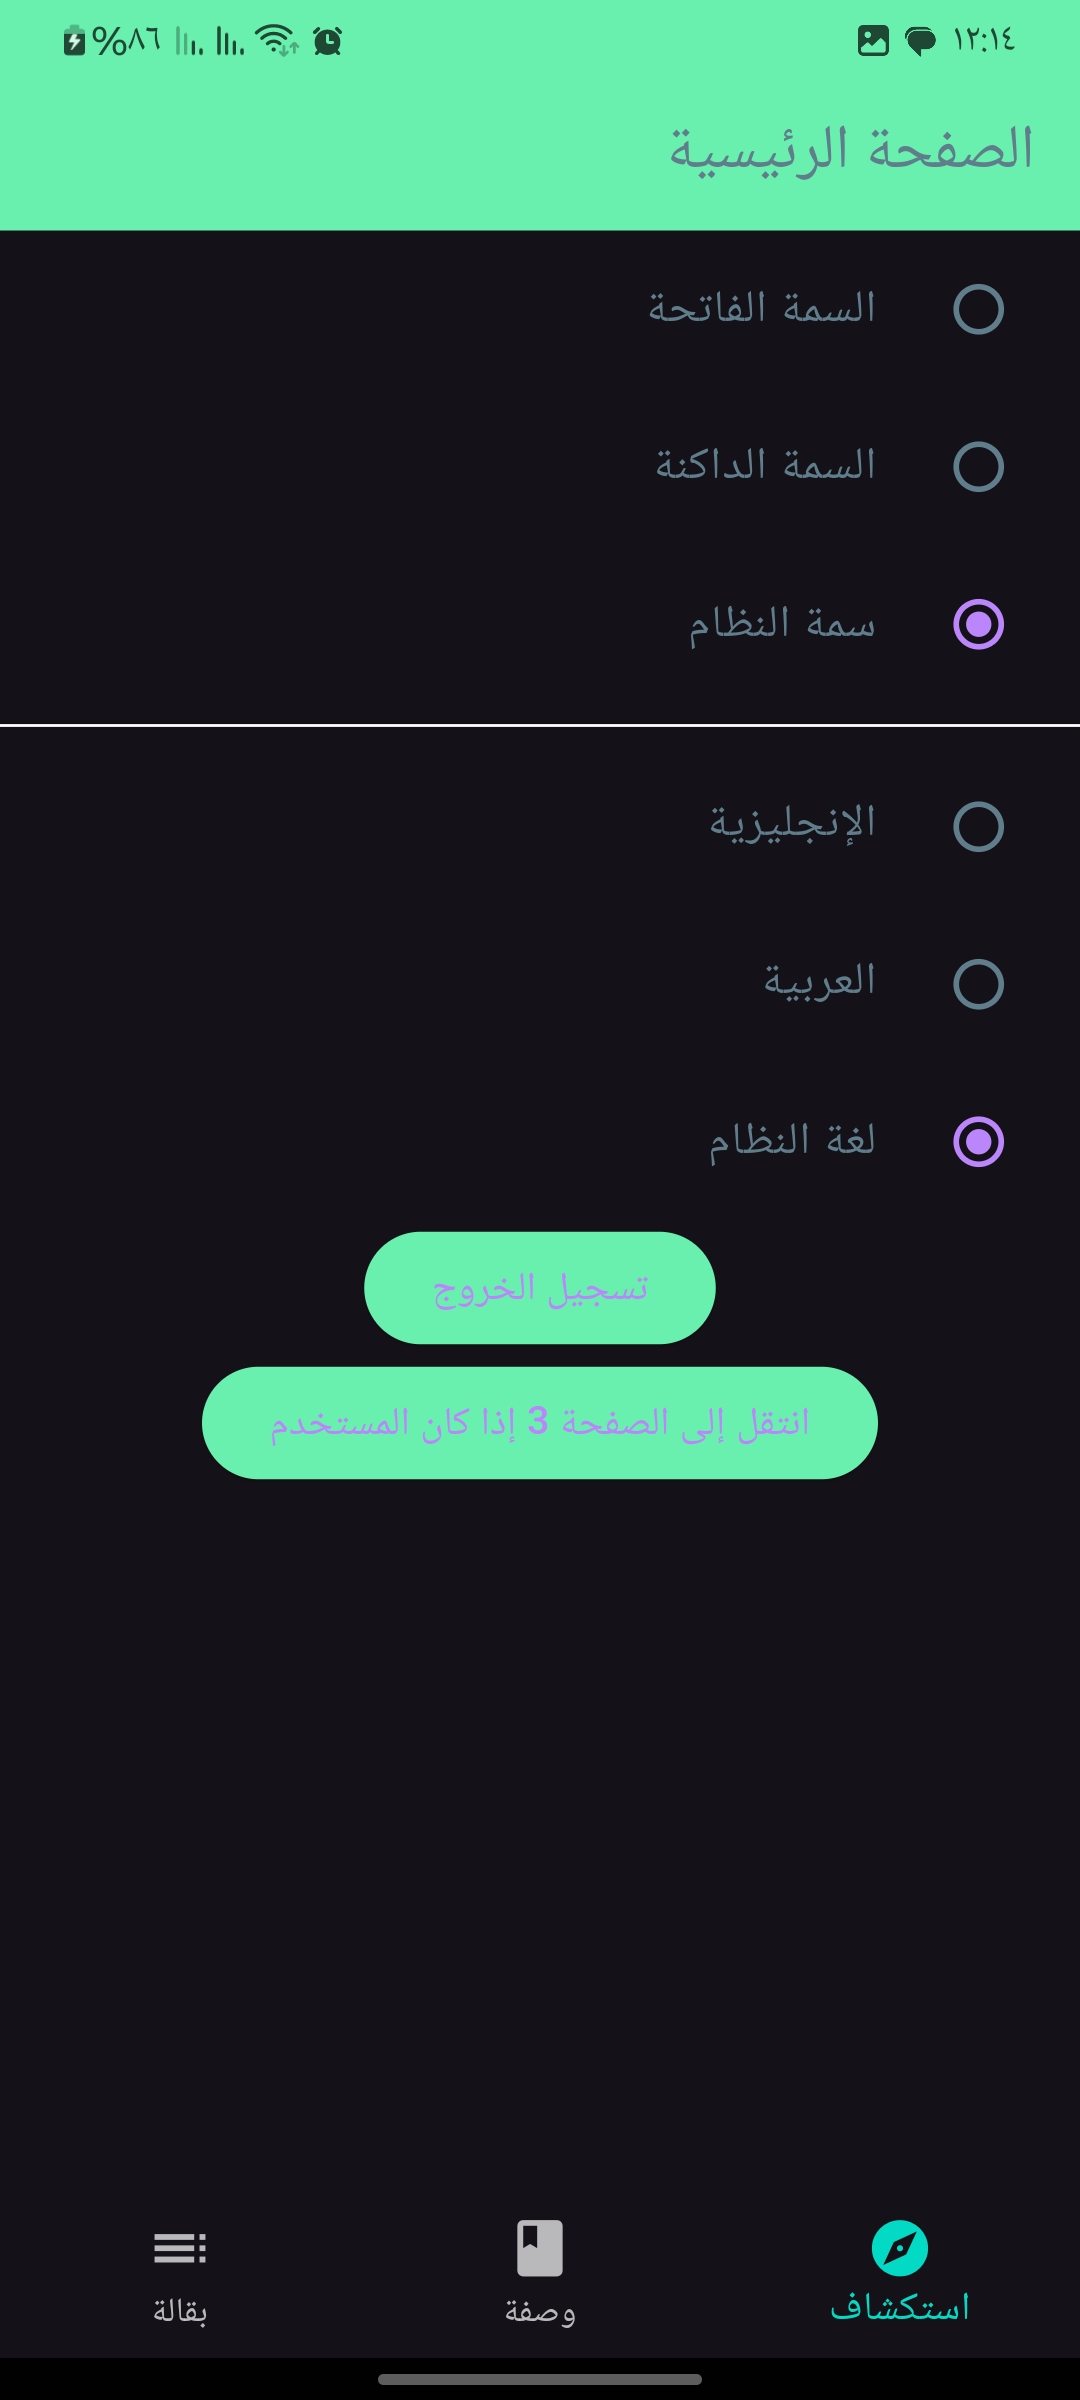 ١٢:١٤
%٨٦
الصفحة الرئيسية
السمة الفاتحة
السمة الداكنة
سمة النظام
الإنجليزية
العربية
لغة النظام
تسجيل الخروج
انتقل إلى الصفحة 3 إذا كان المستخدم
استكشاف
وصفة
بقالة